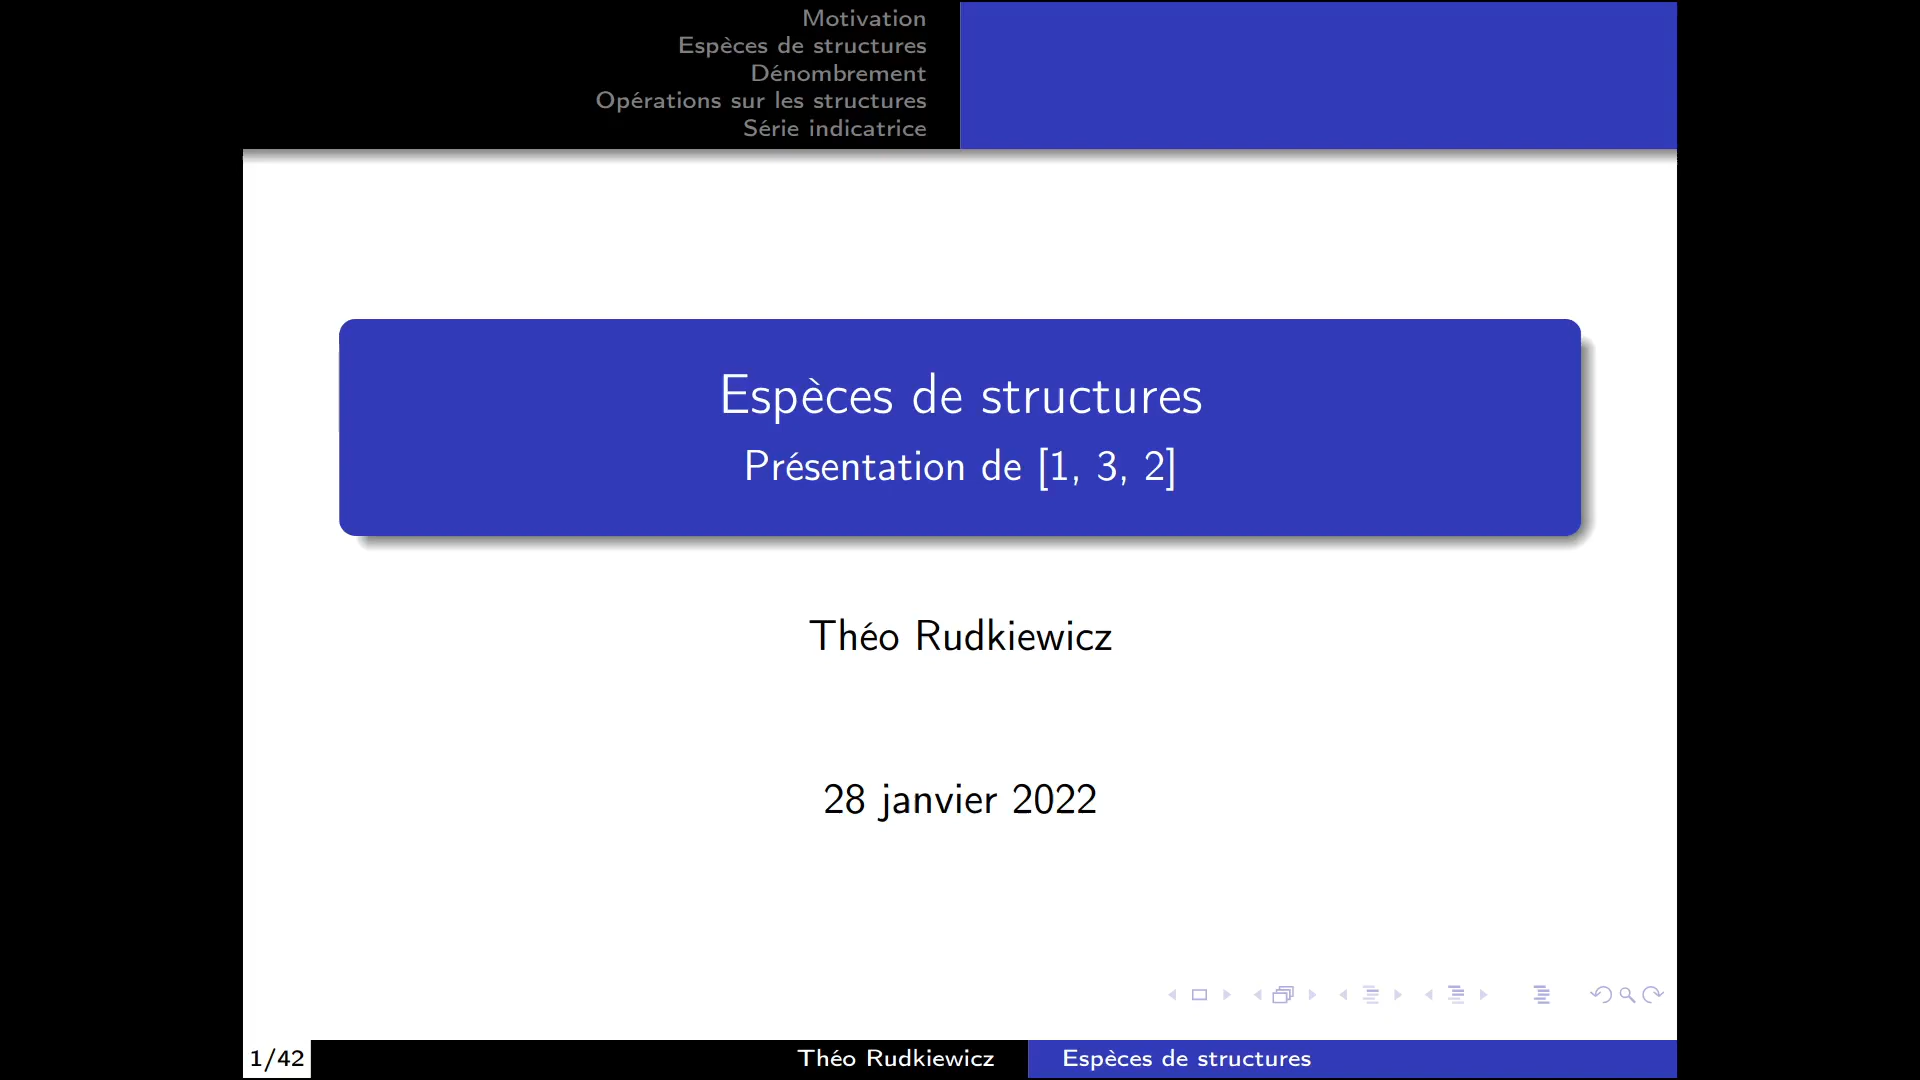 Motivation
Espèces de structures
Dénombrement
Opérations sur les structures
Série indicatrice
Espèces de structures
Présentation de [1, 3, 2]
Théo Rudkiewicz
28 janvier 2022
1/42
Théo Rudkiewicz
Espèces de structures